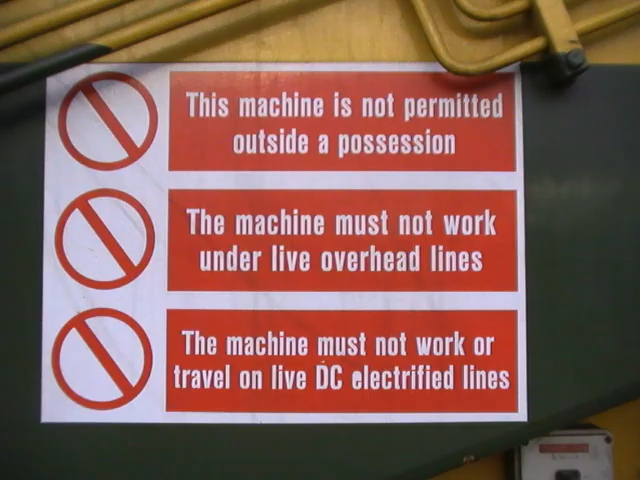 This machine is not permitted
outside a possession
The machine must not work
under live overhead lines
The machine must not work or
travel on live DC electrified lines